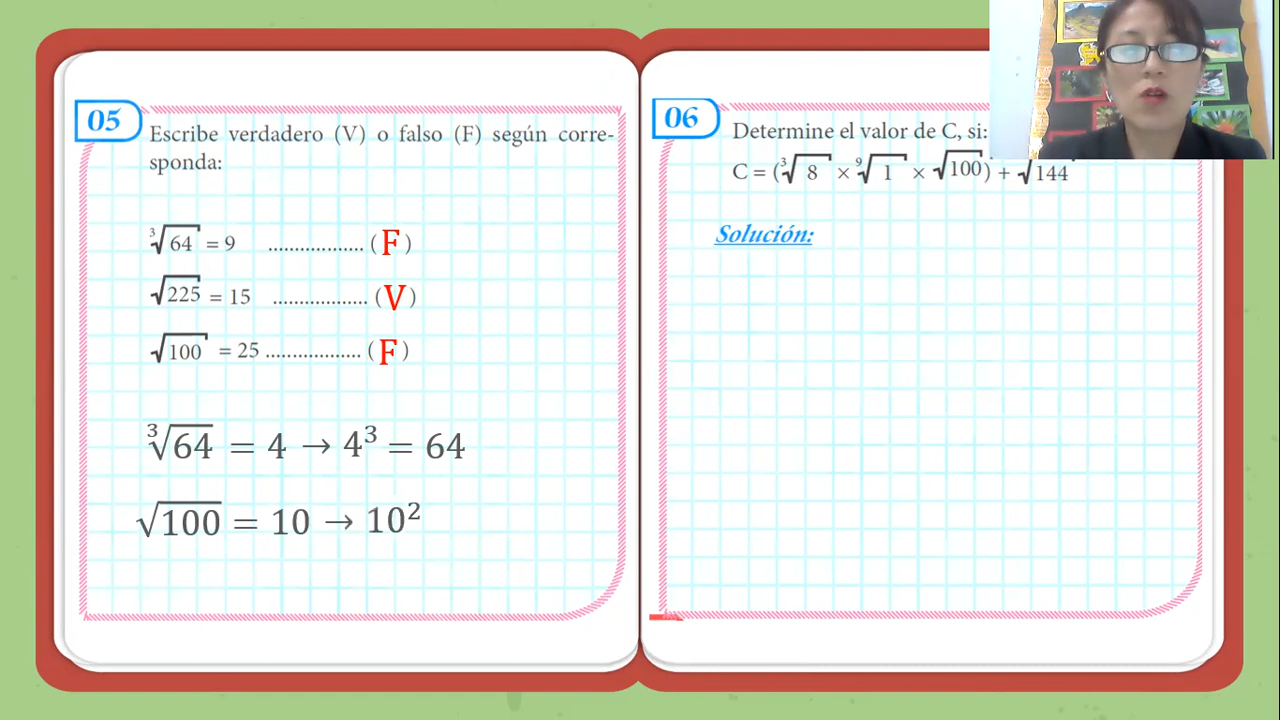 05
Escribe verdadero (V) o falso (F) según corre-
sponda:
∛64 = 9 .................. (F)
√225 = 15 .................. (V)
√100 = 25 .................. (F)
∛64 = 4 → 4³ = 64
√100 = 10 → 10²
06
Determine el valor de C, si:
C = (∛8 × ⁹√1 × √100) + √144
Solución: